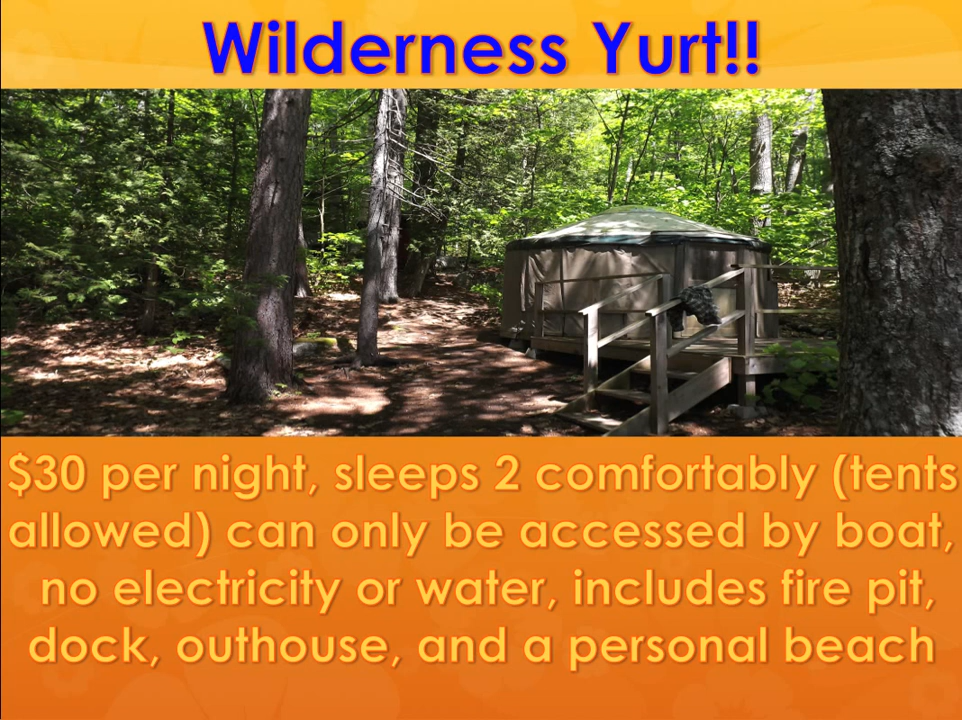 Wilderness Yurt!!
$30 per night, sleeps 2 comfortably (tents
allowed) can only be accessed by boat,
no electricity or water, includes fire pit,
dock, outhouse, and a personal beach